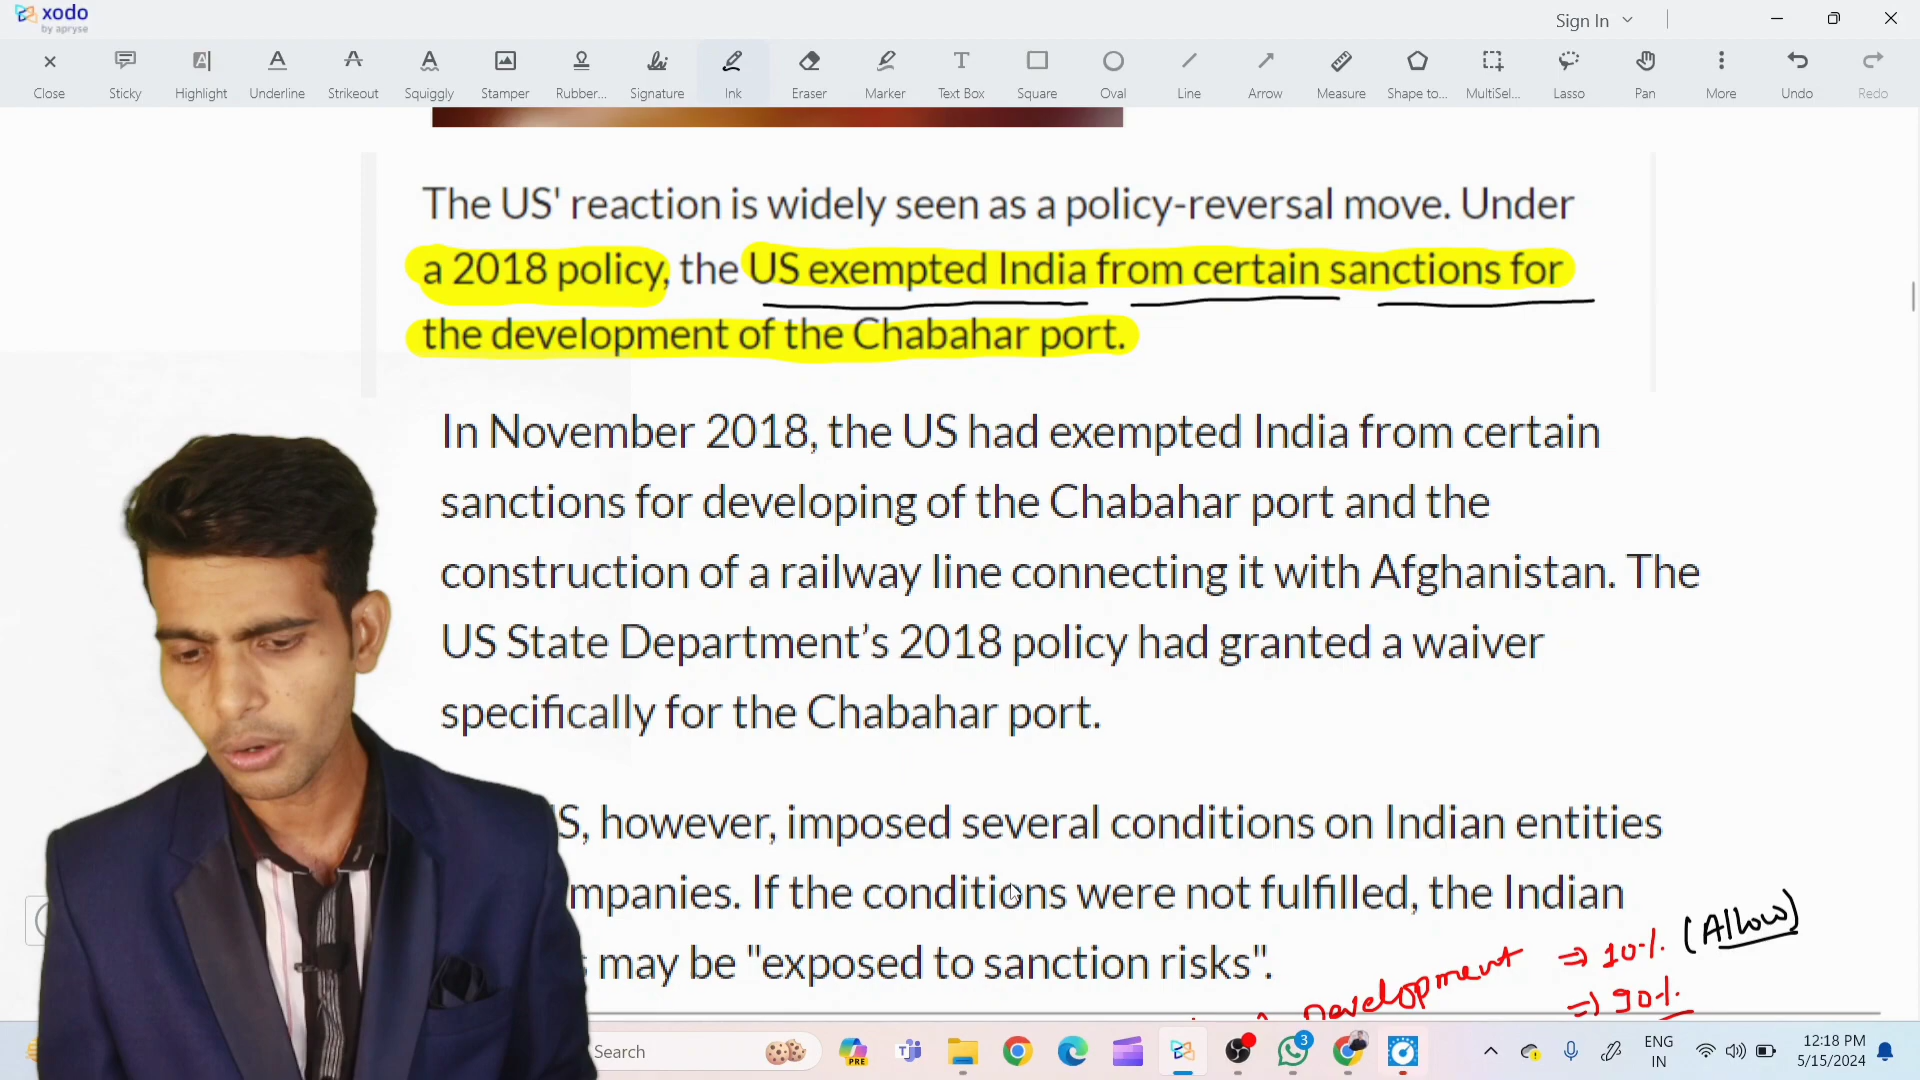 xodo
by apryse
Sign In
Close
Sticky
Highlight
Underline
Strikeout
Squiggly
Stamper
Rubber...
Signature
Ink
Eraser
Marker
Text Box
Square
Oval
Line
Arrow
Measure
Shape to...
MultiSel...
Lasso
Pan
More
Undo
Redo
The US' reaction is widely seen as a policy-reversal move. Under
a 2018 policy, the US exempted India from certain sanctions for
the development of the Chabahar port.
In November 2018, the US had exempted India from certain
sanctions for developing of the Chabahar port and the
construction of a railway line connecting it with Afghanistan. The
US State Department's 2018 policy had granted a waiver
specifically for the Chabahar port.
S, however, imposed several conditions on Indian entities
mpanies. If the conditions were not fulfilled, the Indian
may be "exposed to sanction risks".
Development => 10% (Allow)
=> 90%
Search
PRE
3
ENG
IN
12:18 PM
5/15/2024